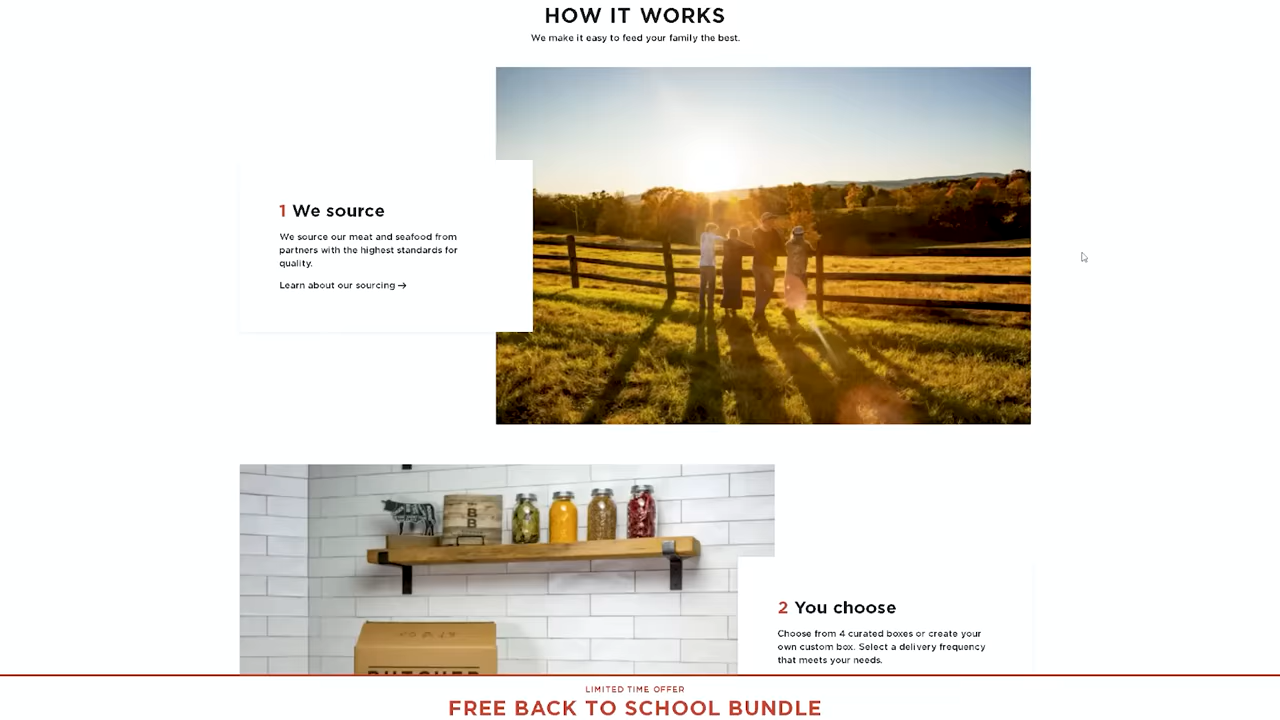 HOW IT WORKS
We make it easy to feed your family the best.
1 We source
We source our meat and seafood from
partners with the highest standards for
quality.
Learn about our sourcing →
B
B
2 You choose
Choose from 4 curated boxes or create your
own custom box. Select a delivery frequency
that meets your needs.
LIMITED TIME OFFER
FREE BACK TO SCHOOL BUNDLE